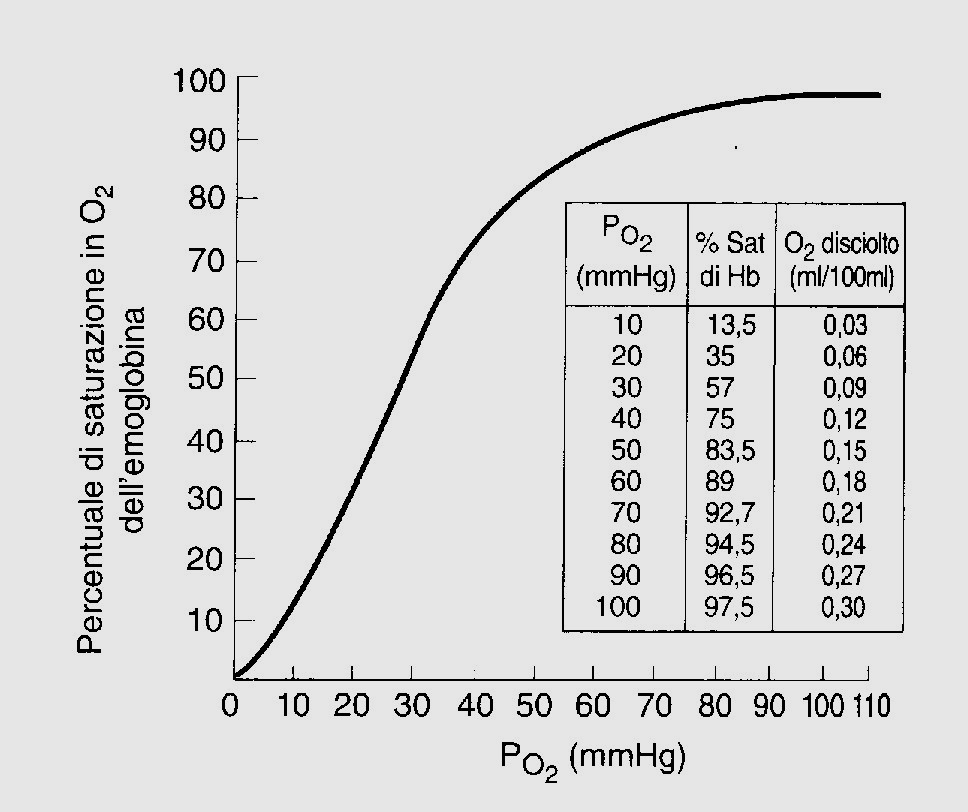 Percentuale di saturazione in O2
dell'emoglobina
100
90
80
70
60
50
40
30
20
10
0 10 20 30 40 50 60 70 80 90 100 110
PO2 (mmHg)
PO2 % Sat O2 disciolto
(mmHg) di Hb (ml/100ml)
10 13,5 0,03
20 35 0,06
30 57 0,09
40 75 0,12
50 83,5 0,15
60 89 0,18
70 92,7 0,21
80 94,5 0,24
90 96,5 0,27
100 97,5 0,30